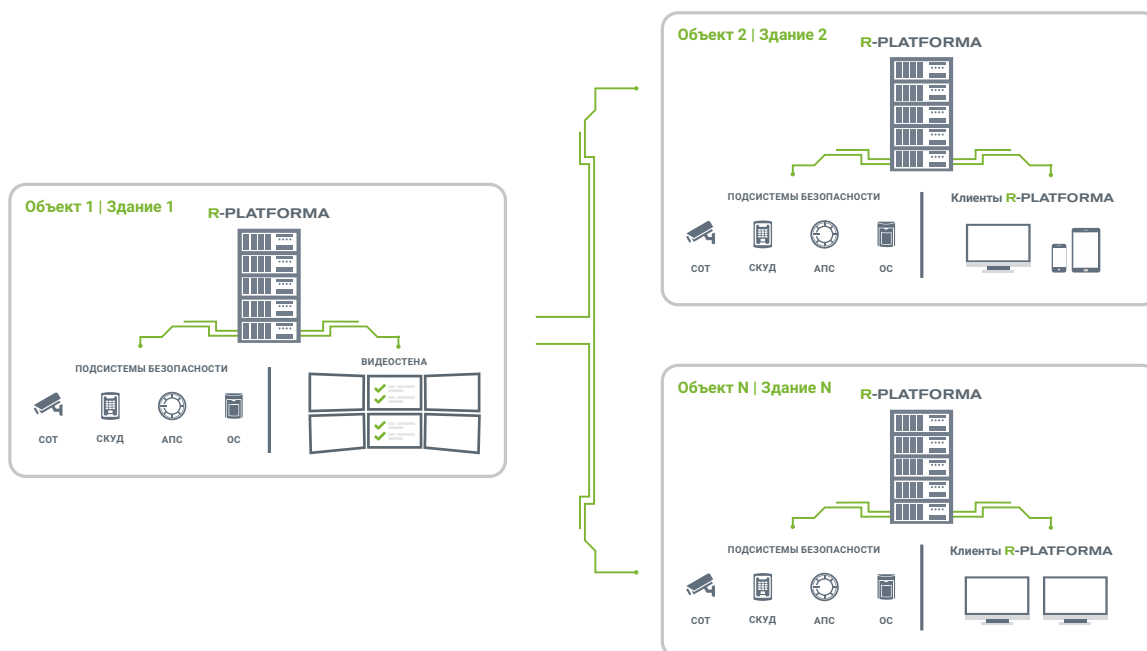 Объект 1 | Здание 1
R-PLATFORMA
ПОДСИСТЕМЫ БЕЗОПАСНОСТИ
ВИДЕОСТЕНА
СОТ
СКУД
АПС
ОС
Объект 2 | Здание 2
R-PLATFORMA
ПОДСИСТЕМЫ БЕЗОПАСНОСТИ
Клиенты R-PLATFORMA
СОТ
СКУД
АПС
ОС
Объект N | Здание N
R-PLATFORMA
ПОДСИСТЕМЫ БЕЗОПАСНОСТИ
Клиенты R-PLATFORMA
СОТ
СКУД
АПС
ОС